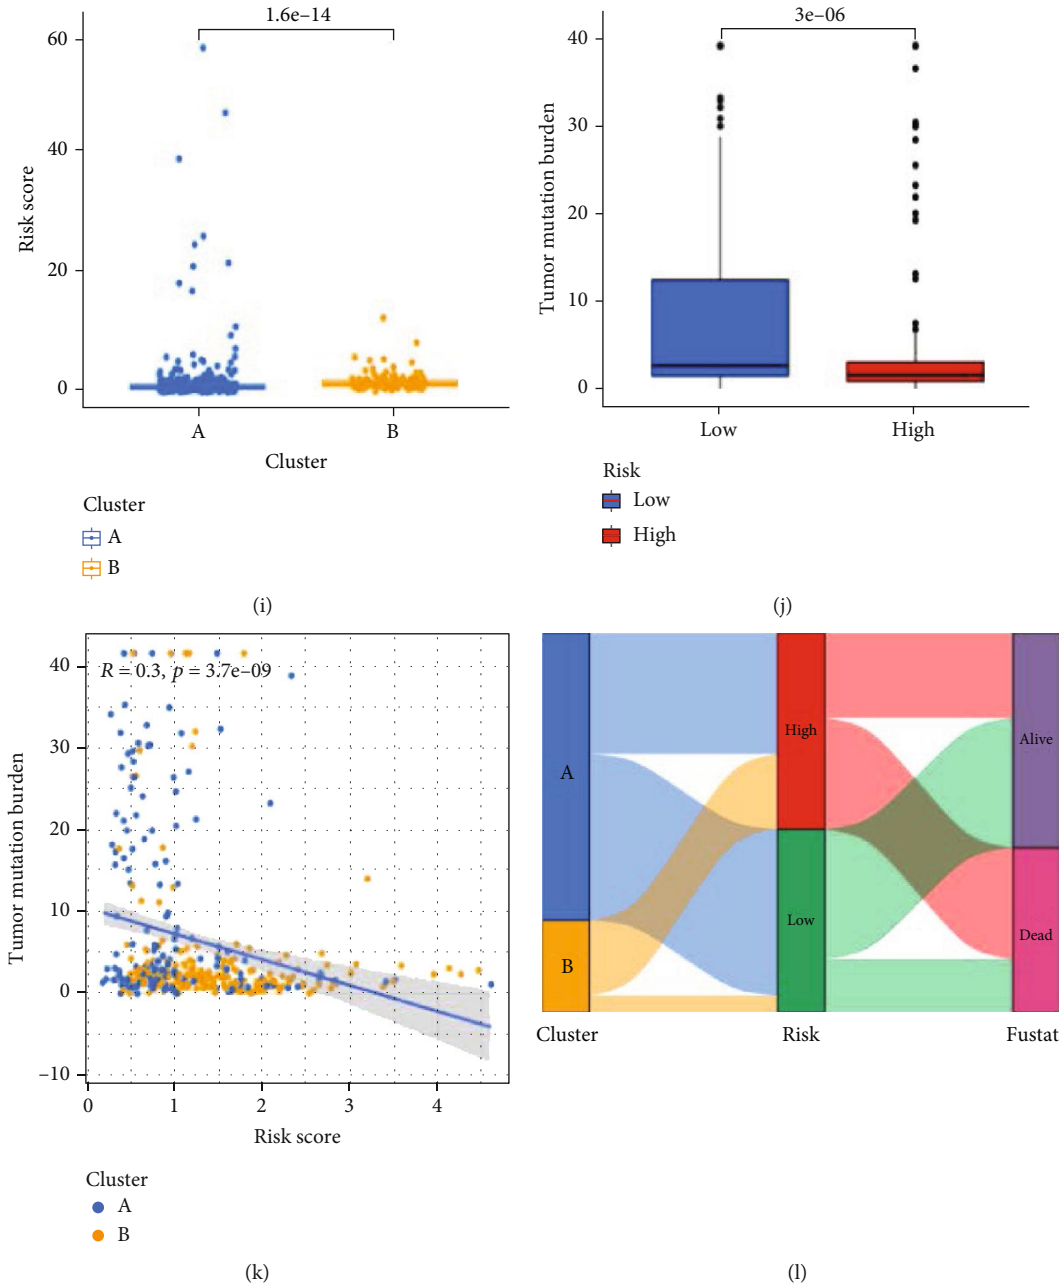 1.6e–14
60
40
20
0
Risk score
A
B
Cluster
Cluster
A
B
(i)
3e–06
40
30
20
10
0
Tumor mutation burden
Low
High
Risk
Low
High
(j)
R = 0.3, p = 3.7e–09
40
30
20
10
0
–10
Tumor mutation burden
0
1
2
3
4
Risk score
Cluster
A
B
(k)
A
B
High
Low
Alive
Dead
Cluster
Risk
Fustat
(l)